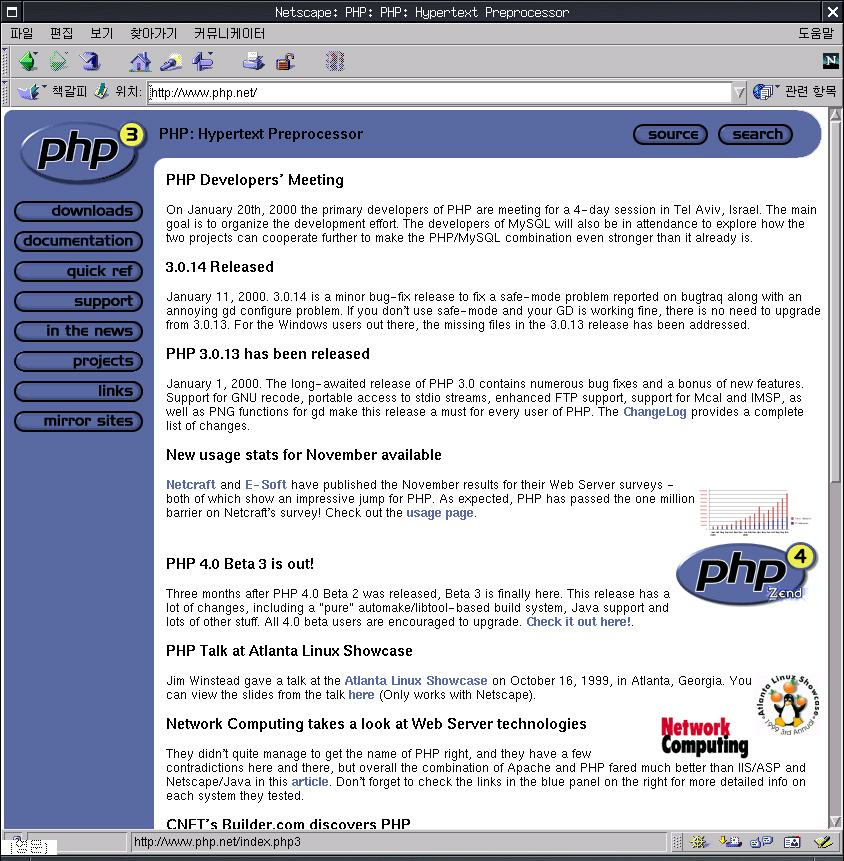 Netscape: PHP: PHP: Hypertext Preprocessor
파일 편집 보기 찾아가기 커뮤니케이터 도움말
N
책갈피 위치: http://www.php.net/ 관련 항목
php 3
PHP: Hypertext Preprocessor
source search
downloads
documentation
quick ref
support
in the news
projects
links
mirror sites
PHP Developers' Meeting
On January 20th, 2000 the primary developers of PHP are meeting for a 4-day session in Tel Aviv, Israel. The main
goal is to organize the development effort. The developers of MySQL will also be in attendance to explore how the
two projects can cooperate further to make the PHP/MySQL combination even stronger than it already is.
3.0.14 Released
January 11, 2000. 3.0.14 is a minor bug-fix release to fix a safe-mode problem reported on bugtraq along with an
annoying gd configure problem. If you don't use safe-mode and your GD is working fine, there is no need to upgrade
from 3.0.13. For the Windows users out there, the missing files in the 3.0.13 release has been addressed.
PHP 3.0.13 has been released
January 1, 2000. The long-awaited release of PHP 3.0 contains numerous bug fixes and a bonus of new features.
Support for GNU recode, portable access to stdio streams, enhanced FTP support, support for Mcal and IMSP, as
well as PNG functions for gd make this release a must for every user of PHP. The ChangeLog provides a complete
list of changes.
New usage stats for November available
Netcraft and E-Soft have published the November results for their Web Server surveys -
both of which show an impressive jump for PHP. As expected, PHP has passed the one million
barrier on Netcraft's survey! Check out the usage page.
PHP 4.0 Beta 3 is out!
Three months after PHP 4.0 Beta 2 was released, Beta 3 is finally here. This release has a
lot of changes, including a "pure" automake/libtool-based build system, Java support and
lots of other stuff. All 4.0 beta users are encouraged to upgrade. Check it out here!.
php 4
Zend
PHP Talk at Atlanta Linux Showcase
Jim Winstead gave a talk at the Atlanta Linux Showcase on October 16, 1999, in Atlanta, Georgia. You
can view the slides from the talk here (Only works with Netscape).
Atlanta Linux Showcase
1999 3rd Annual
Network Computing takes a look at Web Server technologies
Network
Computing
They didn't quite manage to get the name of PHP right, and they have a few
contradictions here and there, but overall the combination of Apache and PHP fared much better than IIS/ASP and
Netscape/Java in this article. Don't forget to check the links in the blue panel on the right for more detailed info on
each system they tested.
CNET's Builder.com discovers PHP
[영문]
http://www.php.net/index.php3